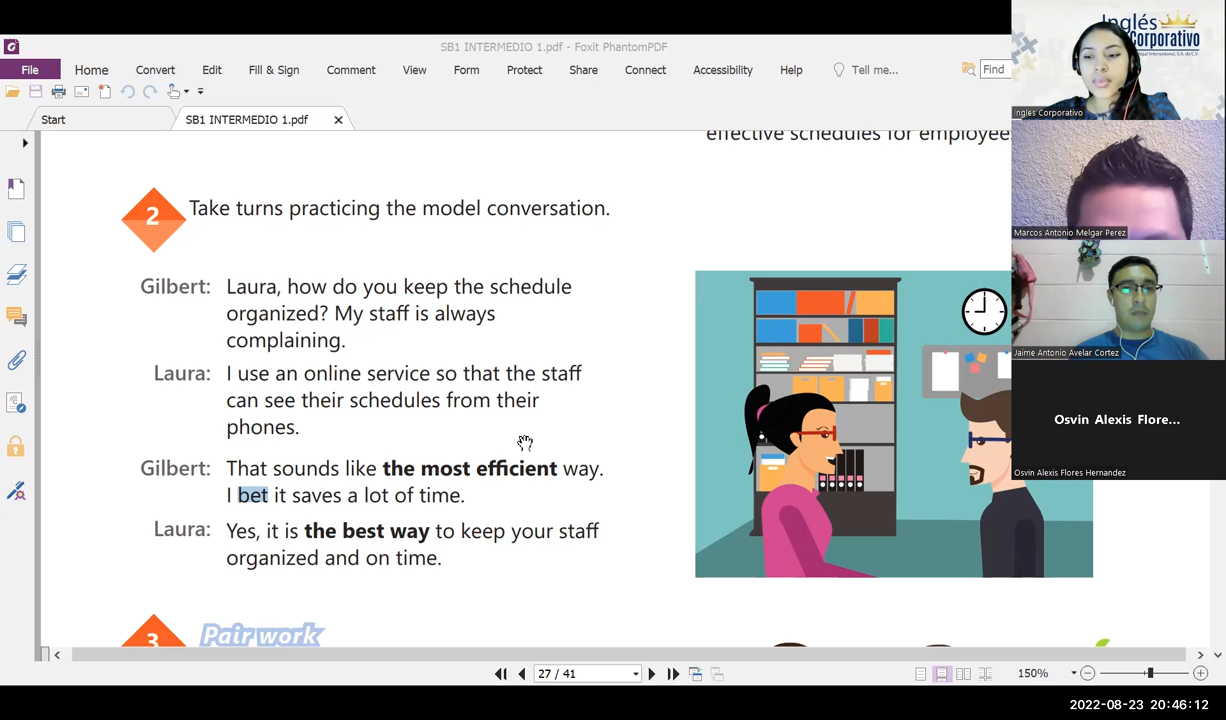 SB1 INTERMEDIO 1.pdf - Foxit PhantomPDF
File Home Convert Edit Fill & Sign Comment View Form Protect Share Connect Accessibility Help Tell me... Find
Start SB1 INTERMEDIO 1.pdf
effective schedules for employee
2 Take turns practicing the model conversation.
Gilbert: Laura, how do you keep the schedule
organized? My staff is always
complaining.
Laura: I use an online service so that the staff
can see their schedules from their
phones.
Gilbert: That sounds like the most efficient way.
I bet it saves a lot of time.
Laura: Yes, it is the best way to keep your staff
organized and on time.
3 Pair work
27 / 41
150%
Inglés
Corporativo
Ingles Corporativo
Marcos Antonio Melgar Perez
Jaime Antonio Avelar Cortez
Osvin Alexis Flore...
Osvin Alexis Flores Hernandez
2022-08-23 20:46:12